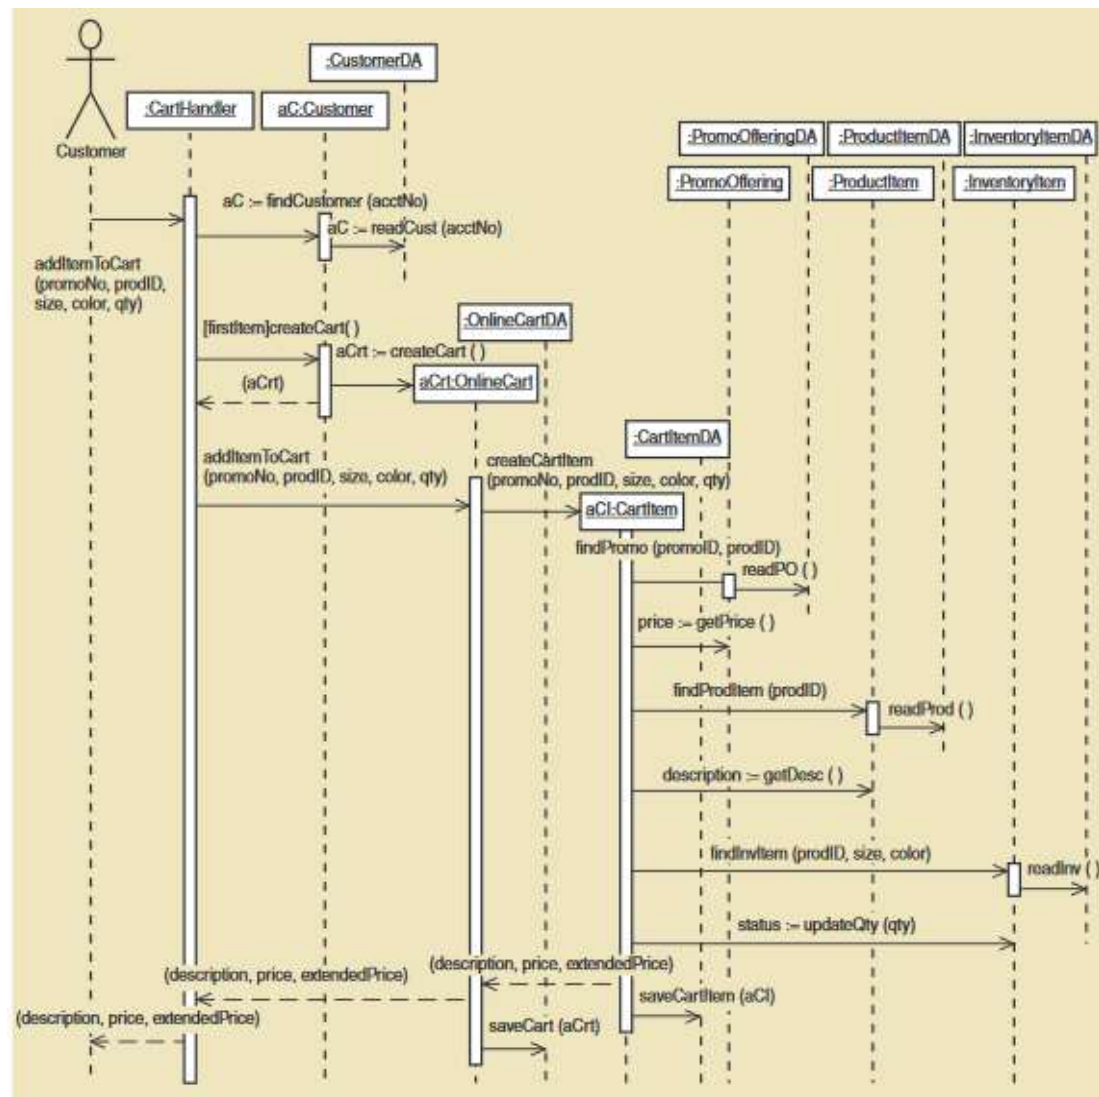 :CustomerDA
:CartHandler
aC:Customer
Customer
:PromoOfferingDA
:ProductItemDA
:InventoryItemDA
:PromoOffering
:ProductItem
:InventoryItem
aC := findCustomer (acctNo)
aC := readCust (acctNo)
addItemToCart
(promoNo, prodID,
size, color, qty)
:OnlineCartDA
[firstItem]createCart( )
aCrt := createCart ( )
(aCrt)
aCrt:OnlineCart
:CartItemDA
addItemToCart
(promoNo, prodID, size, color, qty)
createCartItem
(promoNo, prodID, size, color, qty)
aCI:CartItem
findPromo (promoID, prodID)
readPO ( )
price := getPrice ( )
findProdItem (prodID)
readProd ( )
description := getDesc ( )
findInvItem (prodID, size, color)
readInv ( )
status := updateQty (qty)
(description, price, extendedPrice)
(description, price, extendedPrice)
saveCartItem (aCI)
(description, price, extendedPrice)
saveCart (aCrt)